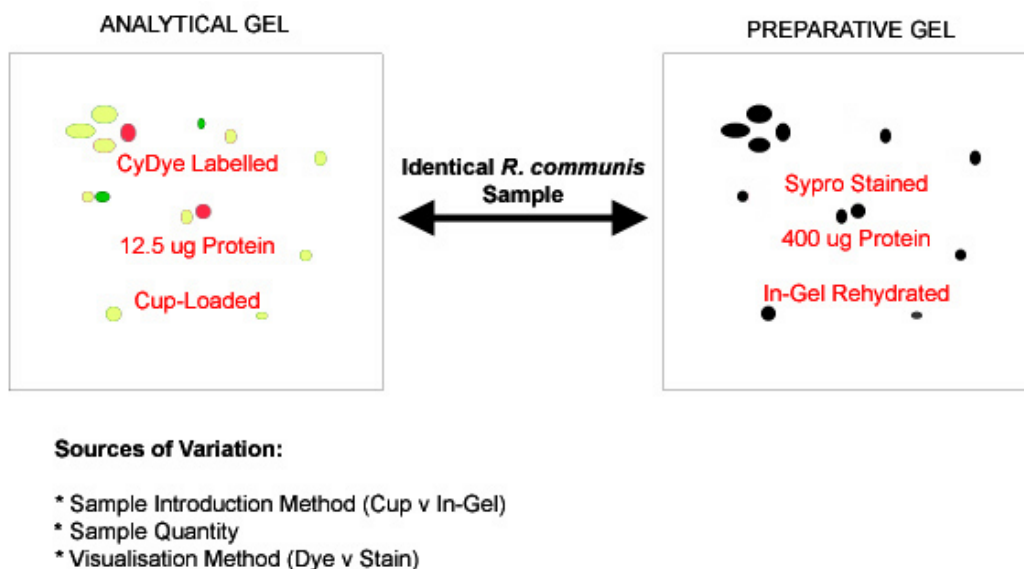 ANALYTICAL GEL
PREPARATIVE GEL
CyDye Labelled
12.5 ug Protein
Cup-Loaded
Identical R. communis
Sample
Sypro Stained
400 ug Protein
In-Gel Rehydrated
Sources of Variation:
* Sample Introduction Method (Cup v In-Gel)
* Sample Quantity
* Visualisation Method (Dye v Stain)